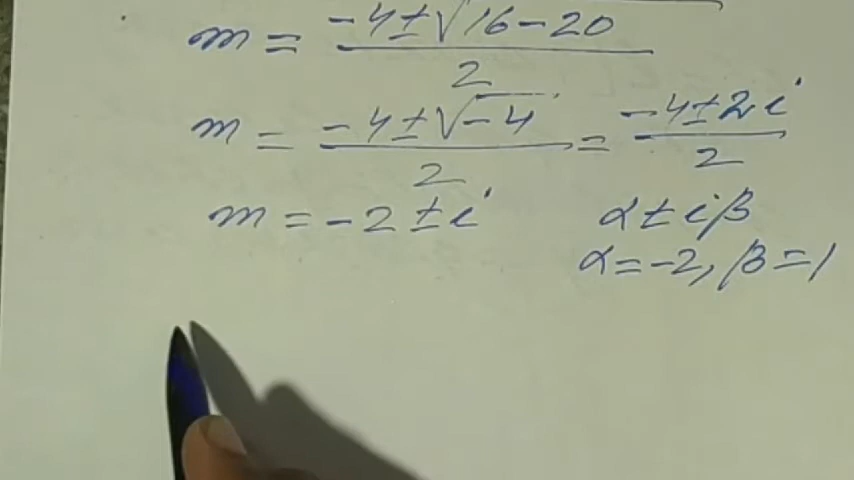 m = (-4 ± √(16 - 20)) / 2
m = (-4 ± √(-4)) / 2 = (-4 ± 2i) / 2
m = -2 ± i α ± iβ
α = -2, β = 1